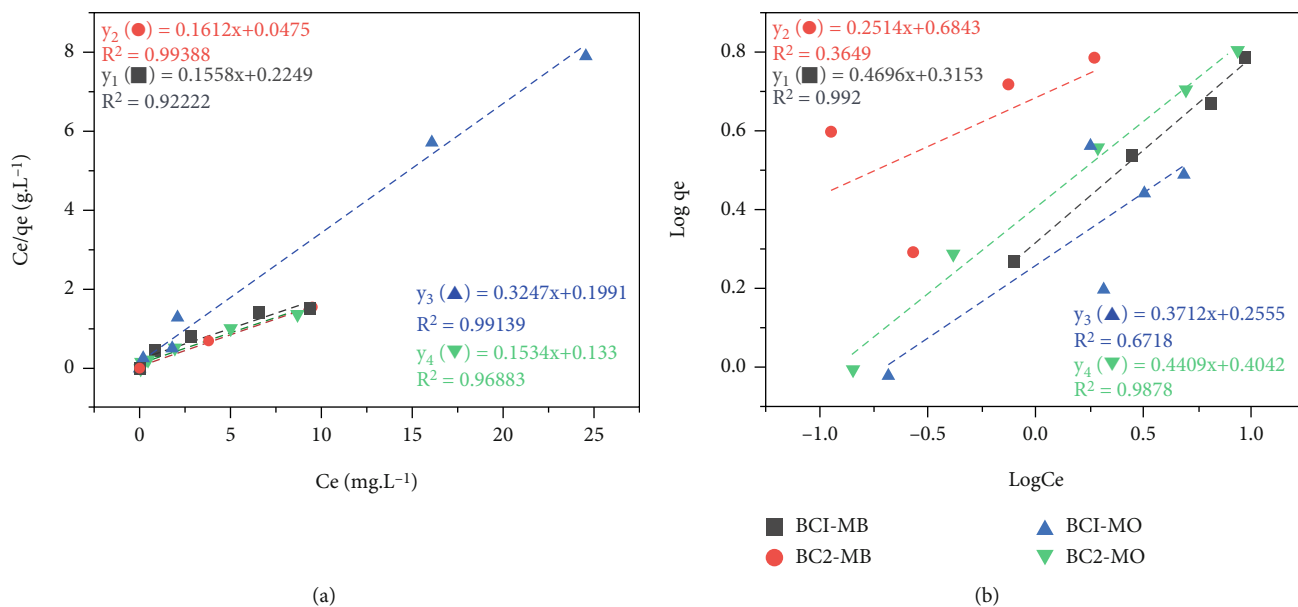 y₂ (●) = 0.1612x+0.0475
R² = 0.99388
y₁ (■) = 0.1558x+0.2249
R² = 0.92222
y₃ (▲) = 0.3247x+0.1991
R² = 0.99139
y₄ (▼) = 0.1534x+0.133
R² = 0.96883
8
6
4
2
0
Ce/qe (g.L⁻¹)
0 5 10 15 20 25
Ce (mg.L⁻¹)
(a)
y₂ (●) = 0.2514x+0.6843
R² = 0.3649
y₁ (■) = 0.4696x+0.3153
R² = 0.992
y₃ (▲) = 0.3712x+0.2555
R² = 0.6718
y₄ (▼) = 0.4409x+0.4042
R² = 0.9878
0.8
0.6
0.4
0.2
0.0
Log qe
–1.0 –0.5 0.0 0.5 1.0
LogCe
BCI-MB BCI-MO
BC2-MB BC2-MO
(b)